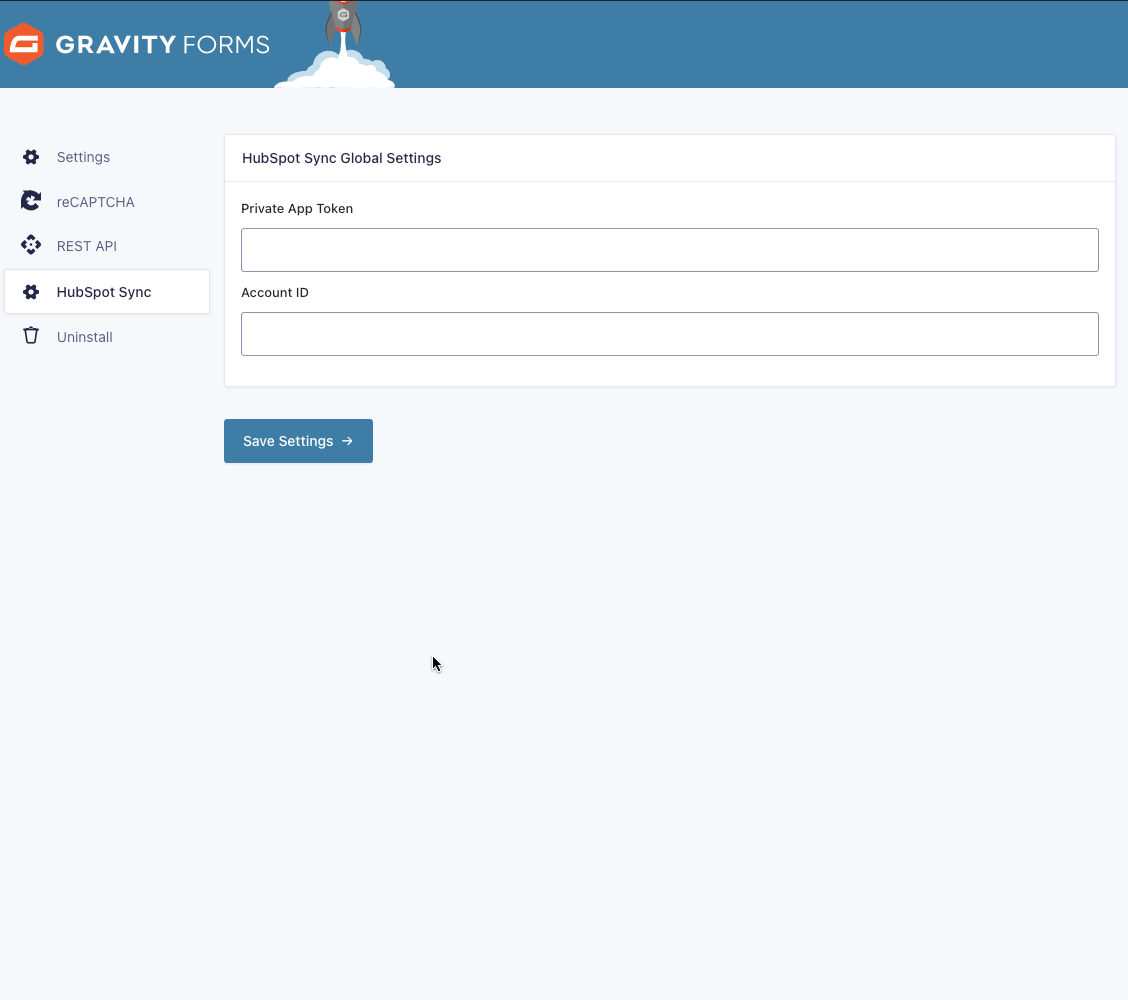 GRAVITY FORMS
Settings
reCAPTCHA
REST API
HubSpot Sync
Uninstall
HubSpot Sync Global Settings
Private App Token
Account ID
Save Settings →